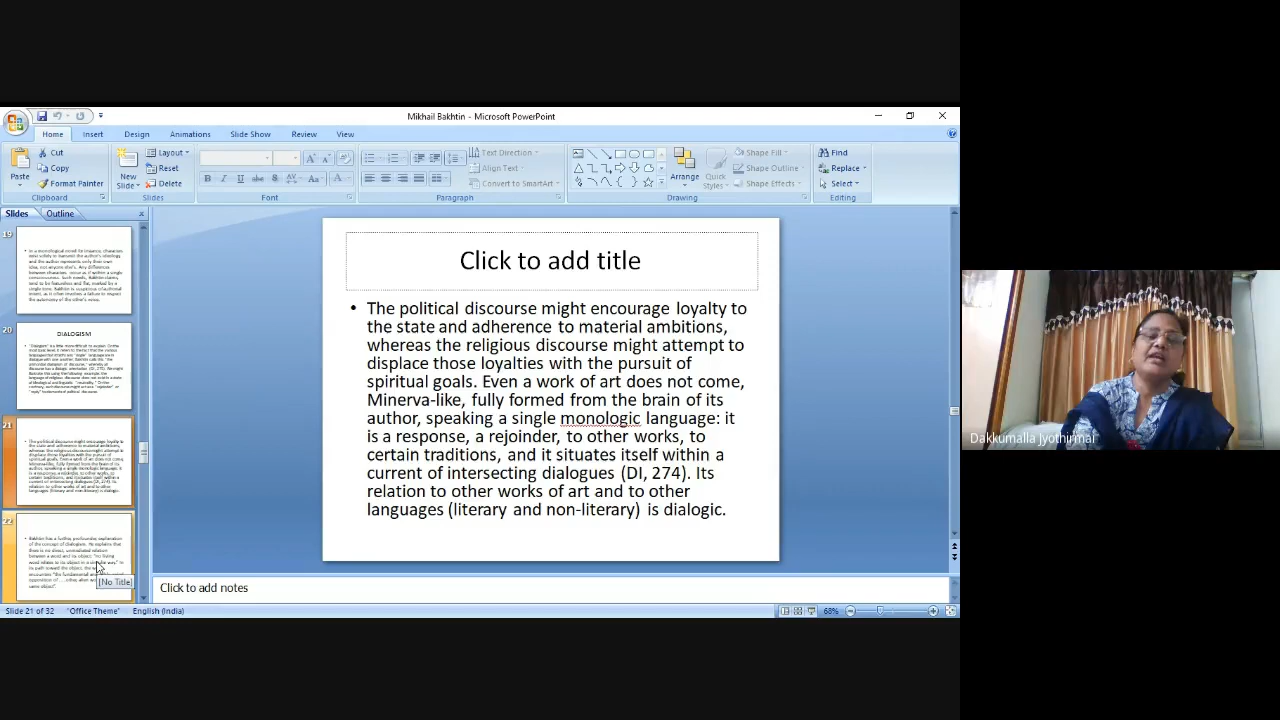 Mikhail Bakhtin - Microsoft PowerPoint
Home Insert Design Animations Slide Show Review View
Paste
Cut
Copy
Format Painter
Clipboard
New Slide
Layout
Reset
Delete
Slides
B I U abc AV Aa A
Font
Text Direction
Align Text
Convert to SmartArt
Paragraph
Arrange
Quick Styles
Shape Fill
Shape Outline
Shape Effects
Drawing
Find
Replace
Select
Editing
Slides Outline
19
20
DIALOGISM
21
22
[No Title]
Click to add title
• The political discourse might encourage loyalty to
the state and adherence to material ambitions,
whereas the religious discourse might attempt to
displace those loyalties with the pursuit of
spiritual goals. Even a work of art does not come,
Minerva-like, fully formed from the brain of its
author, speaking a single monologic language: it
is a response, a rejoinder, to other works, to
certain traditions, and it situates itself within a
current of intersecting dialogues (DI, 274). Its
relation to other works of art and to other
languages (literary and non-literary) is dialogic.
Click to add notes
Slide 21 of 32 "Office Theme" English (India) 68%
Dakkumalla Jyothirmai